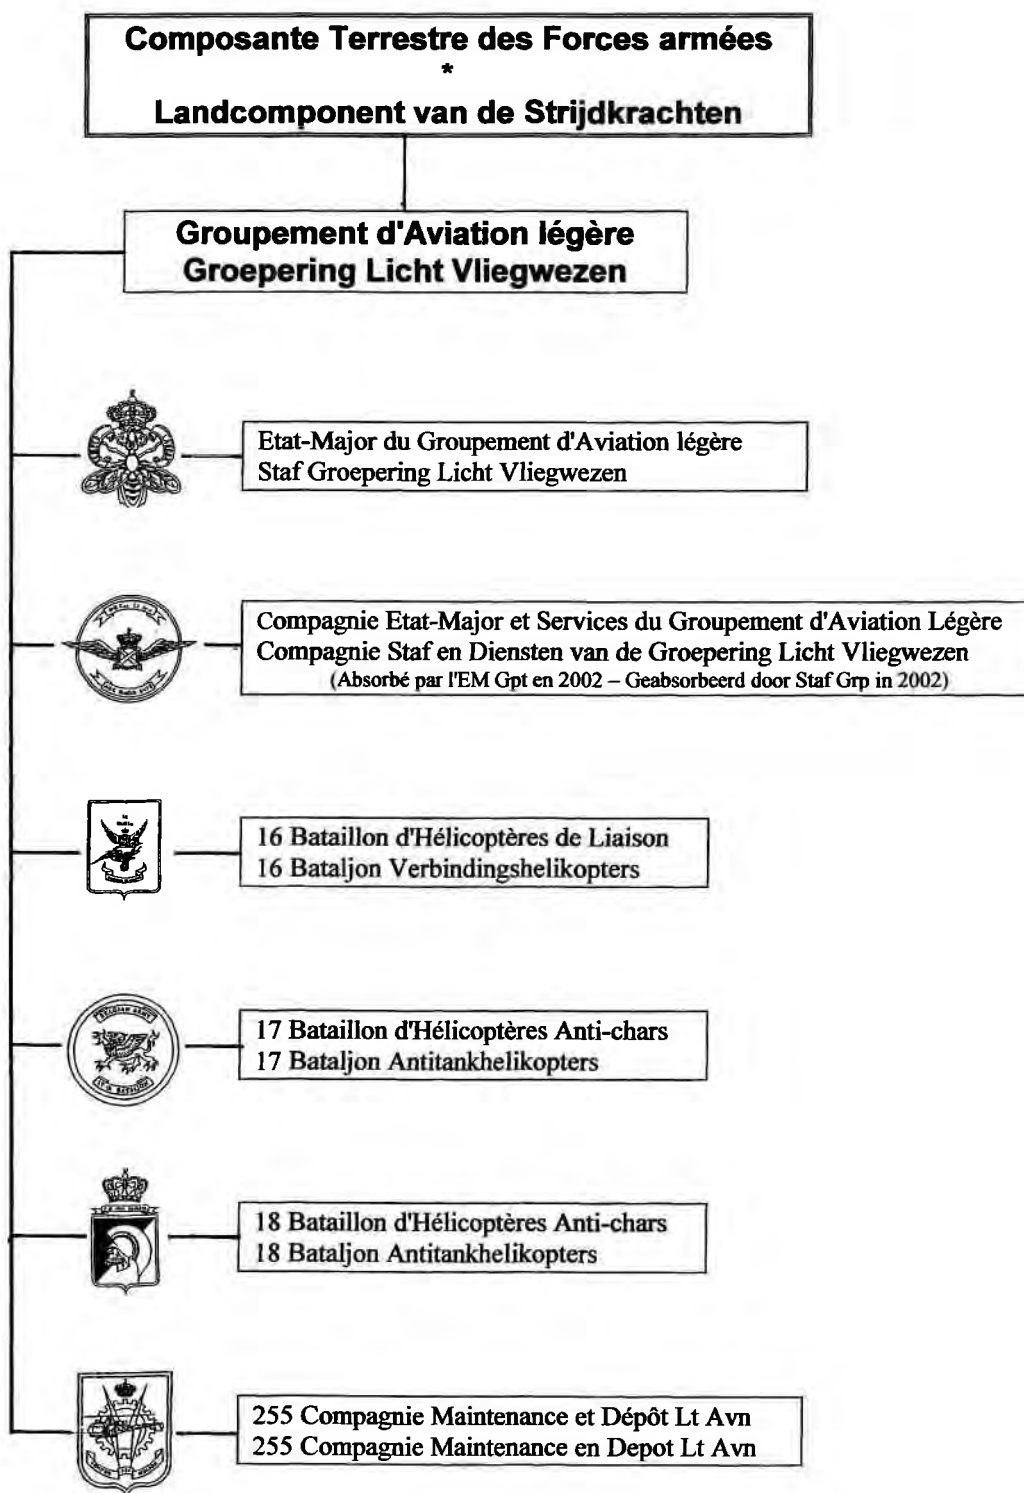 Composante Terrestre des Forces armées
*
Landcomponent van de Strijdkrachten
Groupement d'Aviation légère
Groepering Licht Vliegwezen
Etat-Major du Groupement d'Aviation légère
Staf Groepering Licht Vliegwezen
Compagnie Etat-Major et Services du Groupement d'Aviation Légère
Compagnie Staf en Diensten van de Groepering Licht Vliegwezen
(Absorbé par l'EM Gpt en 2002 – Geabsorbeerd door Staf Grp in 2002)
16 Bataillon d'Hélicoptères de Liaison
16 Bataljon Verbindingshelikopters
BELGIAN ARMY
17 Bataillon d'Hélicoptères Anti-chars
17 Bataljon Antitankhelikopters
17th BATALJON
18 Bataillon d'Hélicoptères Anti-chars
18 Bataljon Antitankhelikopters
255 Compagnie Maintenance et Dépôt Lt Avn
255 Compagnie Maintenance en Depot Lt Avn